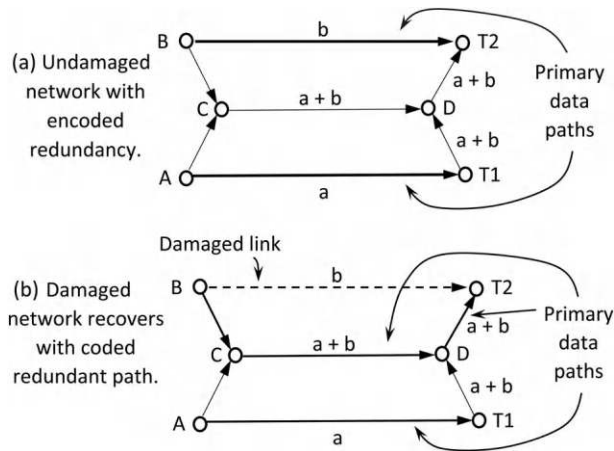 (a) Undamaged
network with
encoded
redundancy.
B
b
T2
C
a + b
D
a + b
a + b
A
a
T1
Primary
data
paths
Damaged link
(b) Damaged
network recovers
with coded
redundant path.
B
b
T2
C
a + b
D
a + b
a + b
A
a
T1
Primary
data
paths